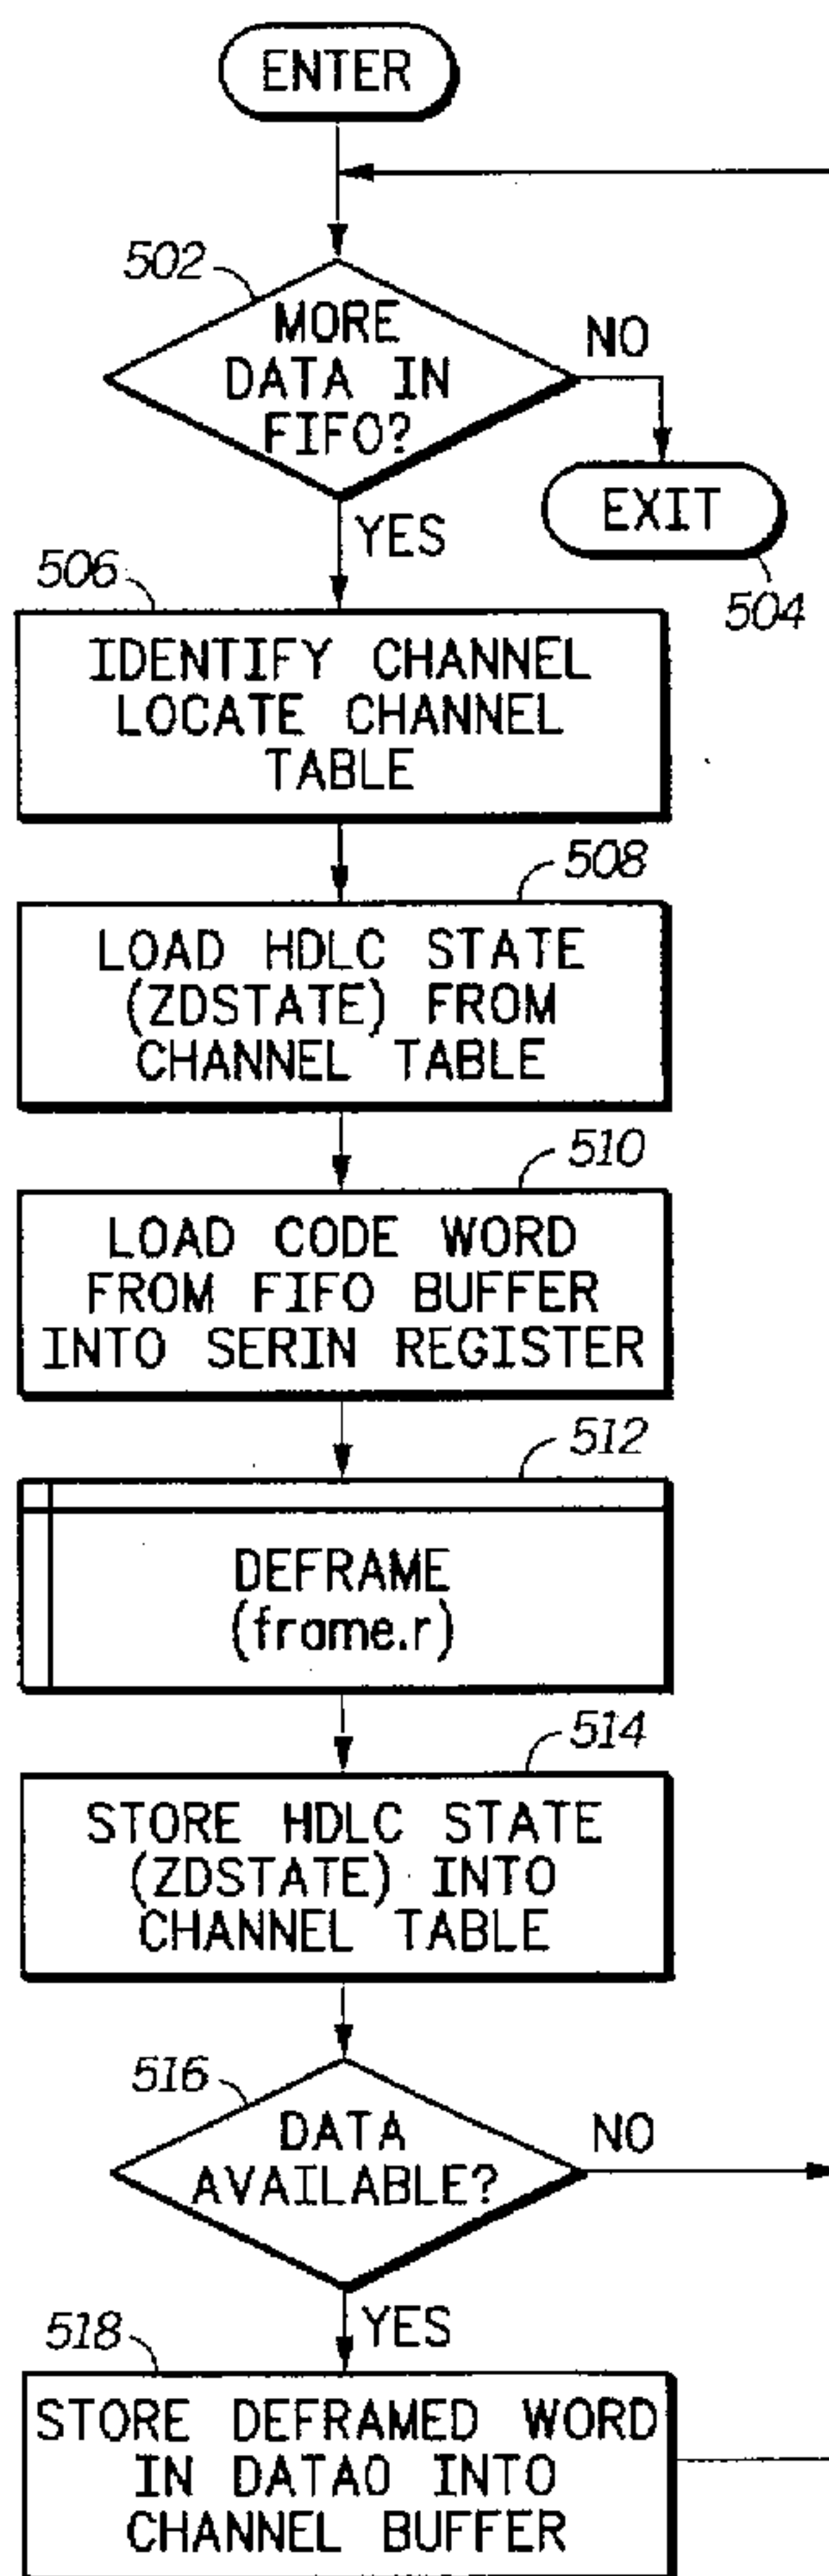 ENTER
502
MORE
DATA IN
FIFO?
NO
EXIT
504
YES
506
IDENTIFY CHANNEL
LOCATE CHANNEL
TABLE
508
LOAD HDLC STATE
(ZDSTATE) FROM
CHANNEL TABLE
510
LOAD CODE WORD
FROM FIFO BUFFER
INTO SERIN REGISTER
512
DEFRAME
(frame.r)
514
STORE HDLC STATE
(ZDSTATE) INTO
CHANNEL TABLE
516
DATA
AVAILABLE?
NO
YES
518
STORE DEFRAMED WORD
IN DATAO INTO
CHANNEL BUFFER